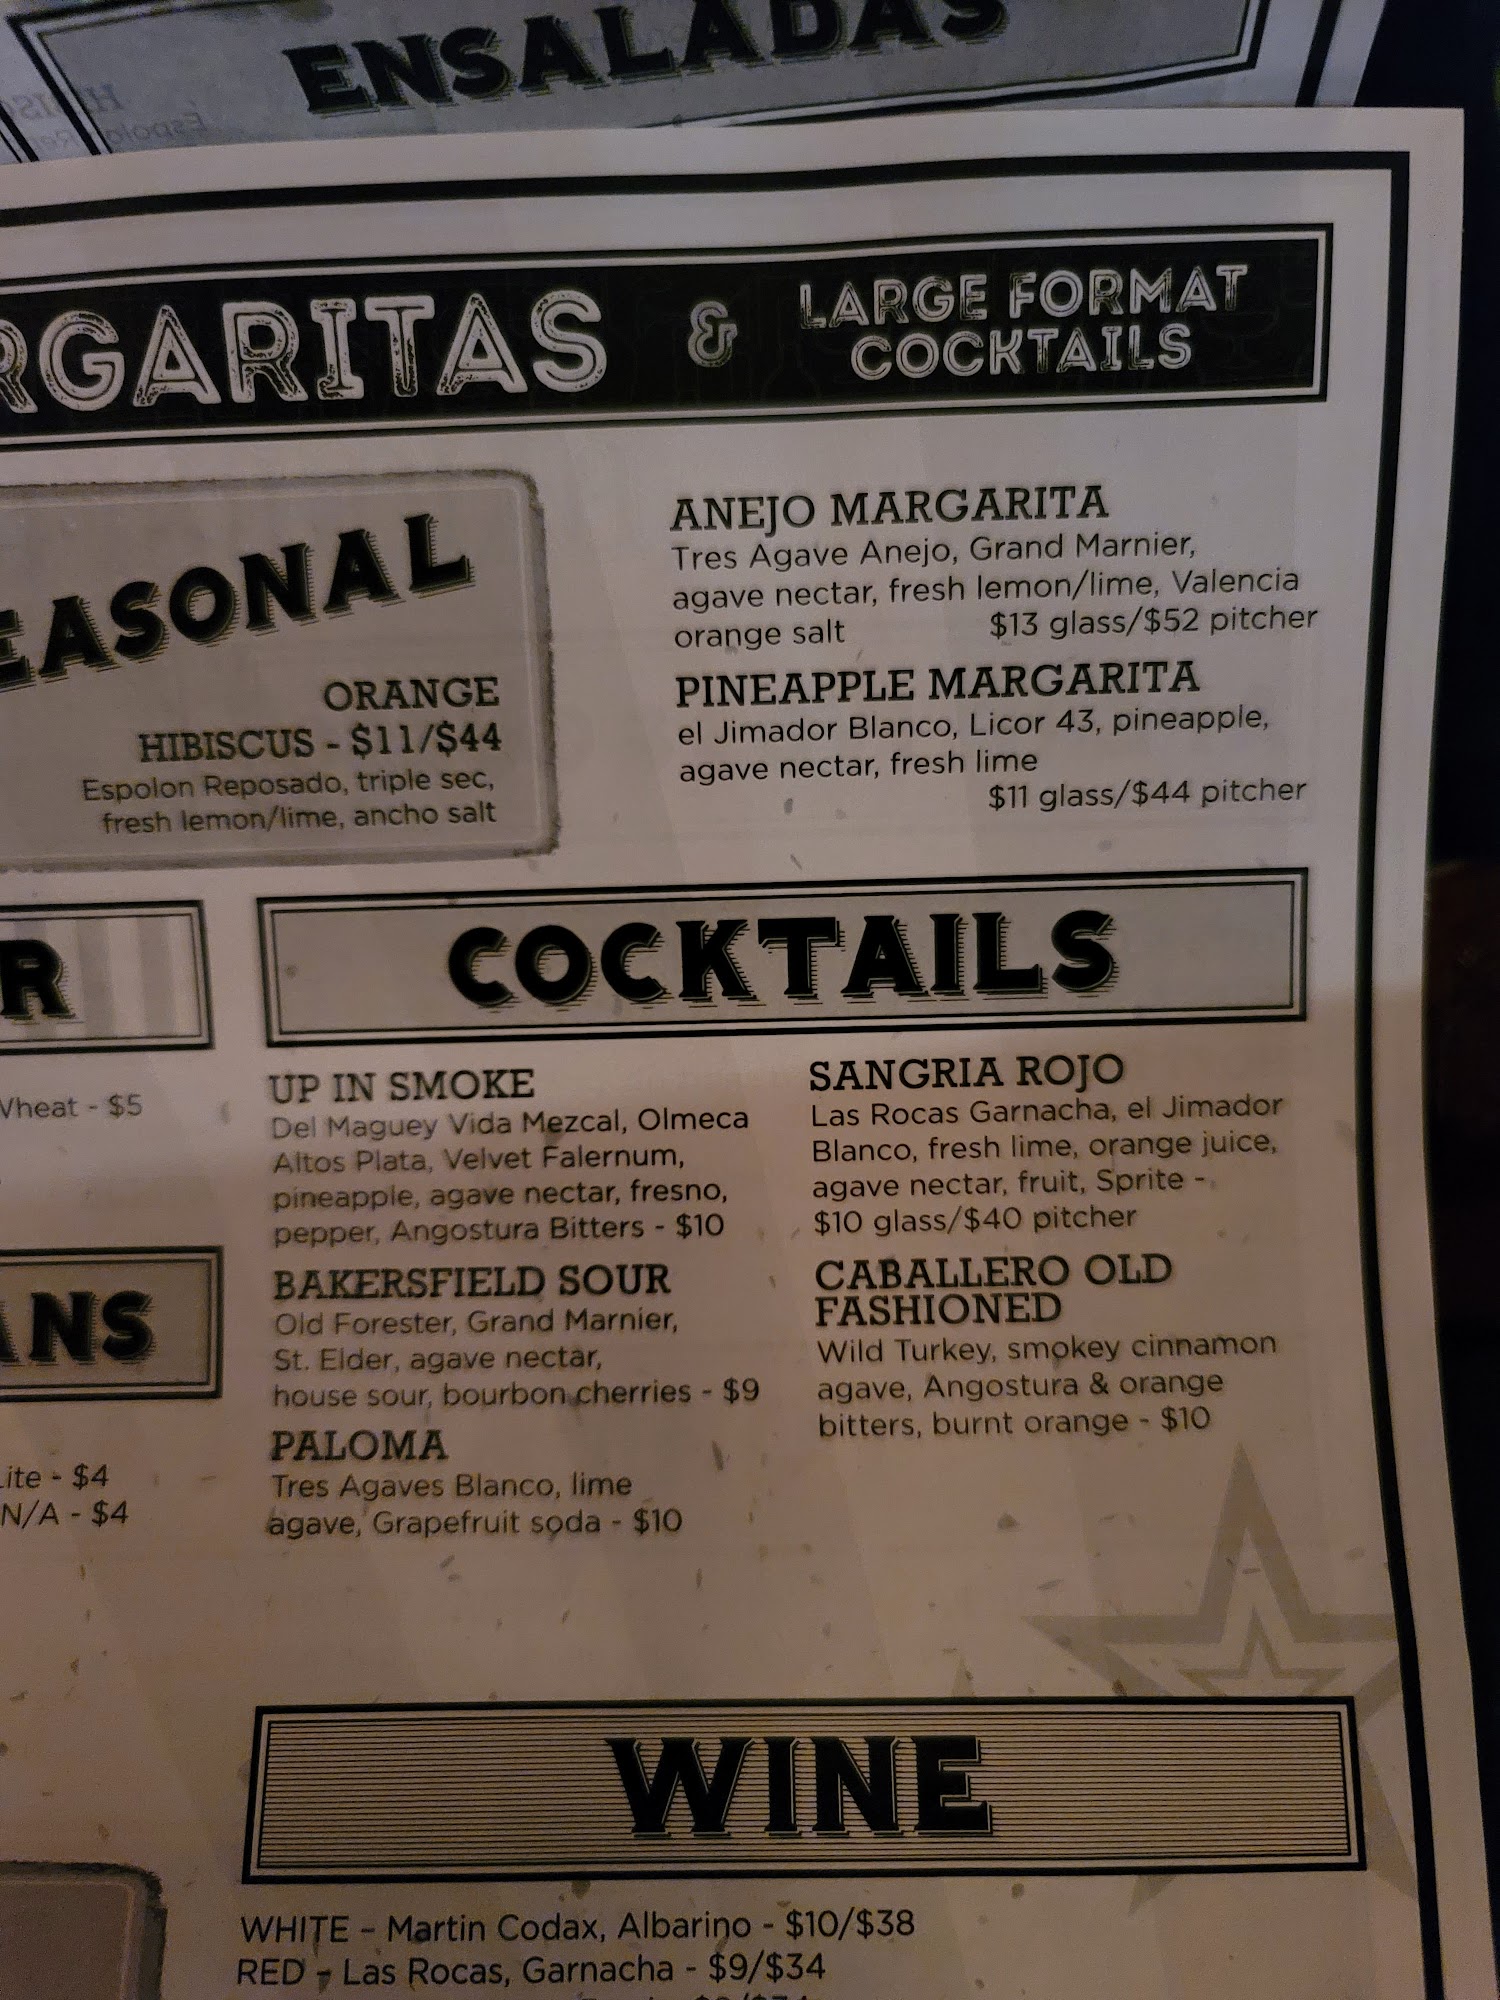 ENSALADAS
RGARITAS & LARGE FORMAT
COCKTAILS
EASONAL
ORANGE
HIBISCUS - $11/$44
Espolon Reposado, triple sec,
fresh lemon/lime, ancho salt
ANEJO MARGARITA
Tres Agave Anejo, Grand Marnier,
agave nectar, fresh lemon/lime, Valencia
orange salt $13 glass/$52 pitcher
PINEAPPLE MARGARITA
el Jimador Blanco, Licor 43, pineapple,
agave nectar, fresh lime
$11 glass/$44 pitcher
R
Wheat - $5
ANS
Lite - $4
N/A - $4
COCKTAILS
UP IN SMOKE
Del Maguey Vida Mezcal, Olmeca
Altos Plata, Velvet Falernum,
pineapple, agave nectar, fresno,
pepper, Angostura Bitters - $10
BAKERSFIELD SOUR
Old Forester, Grand Marnier,
St. Elder, agave nectar,
house sour, bourbon cherries - $9
PALOMA
Tres Agaves Blanco, lime
agave, Grapefruit soda - $10
SANGRIA ROJO
Las Rocas Garnacha, el Jimador
Blanco, fresh lime, orange juice,
agave nectar, fruit, Sprite -
$10 glass/$40 pitcher
CABALLERO OLD
FASHIONED
Wild Turkey, smokey cinnamon
agave, Angostura & orange
bitters, burnt orange - $10
WINE
WHITE - Martin Codax, Albarino - $10/$38
RED - Las Rocas, Garnacha - $9/$34